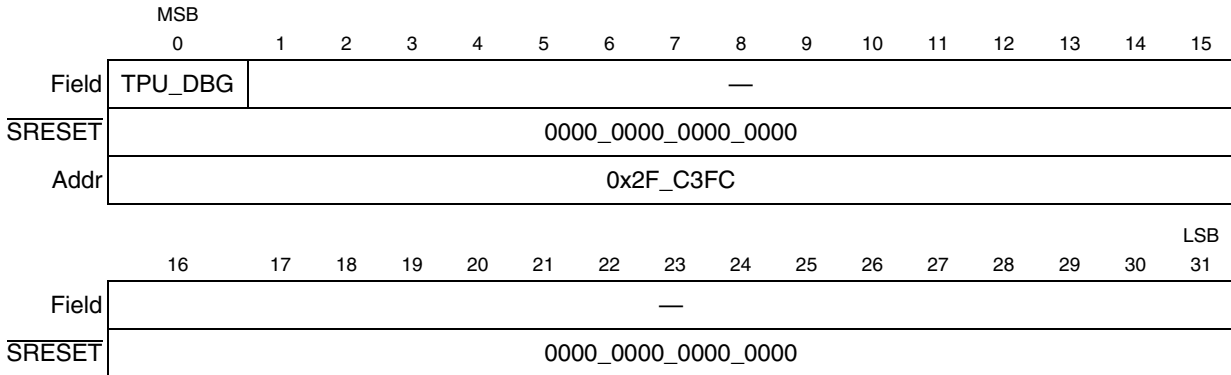 MSB
0 1 2 3 4 5 6 7 8 9 10 11 12 13 14 15
Field TPU_DBG —
SRESET 0000_0000_0000_0000
Addr 0x2F_C3FC
LSB
16 17 18 19 20 21 22 23 24 25 26 27 28 29 30 31
Field —
SRESET 0000_0000_0000_0000